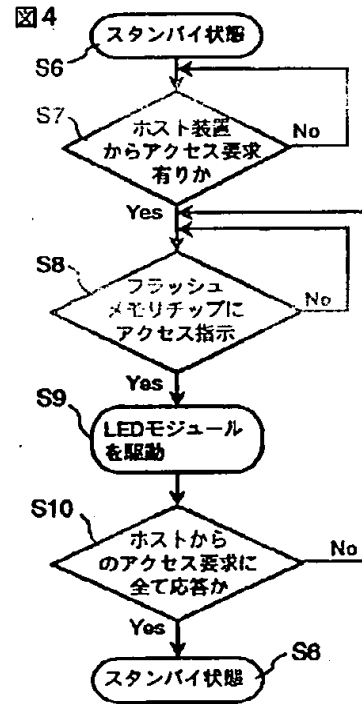 図4
S6
スタンバイ状態
S7
ホスト装置
からアクセス要求
有りか
No
Yes
S8
フラッシュ
メモリチップに
アクセス指示
No
Yes
S9
LEDモジュール
を駆動
S10
ホストから
のアクセス要求に
全て応答か
No
Yes
スタンバイ状態
S6